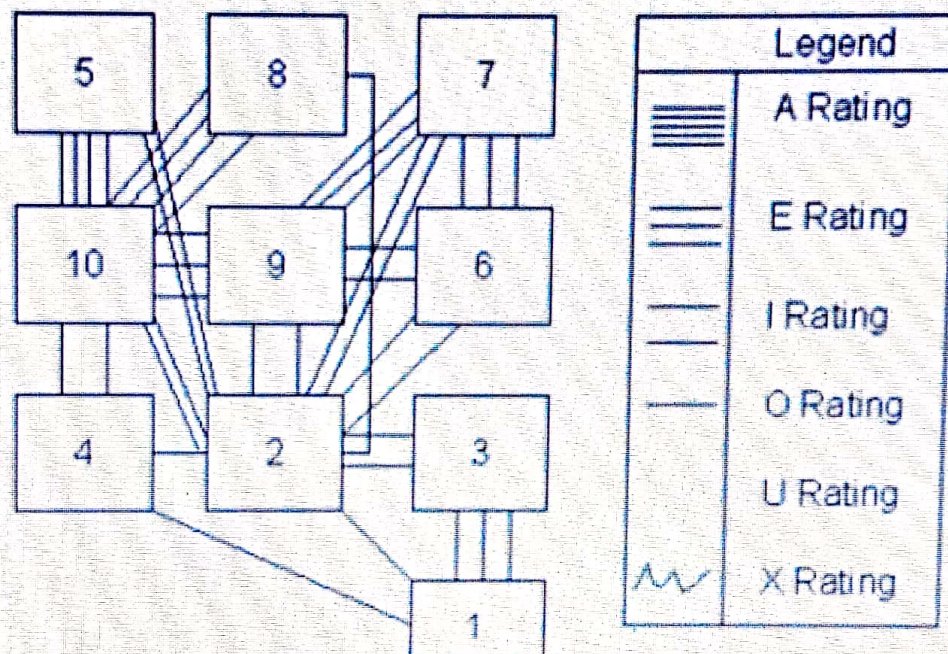 5 8 7
10 9 6
4 2 3
1
Legend
A Rating
E Rating
I Rating
O Rating
U Rating
X Rating